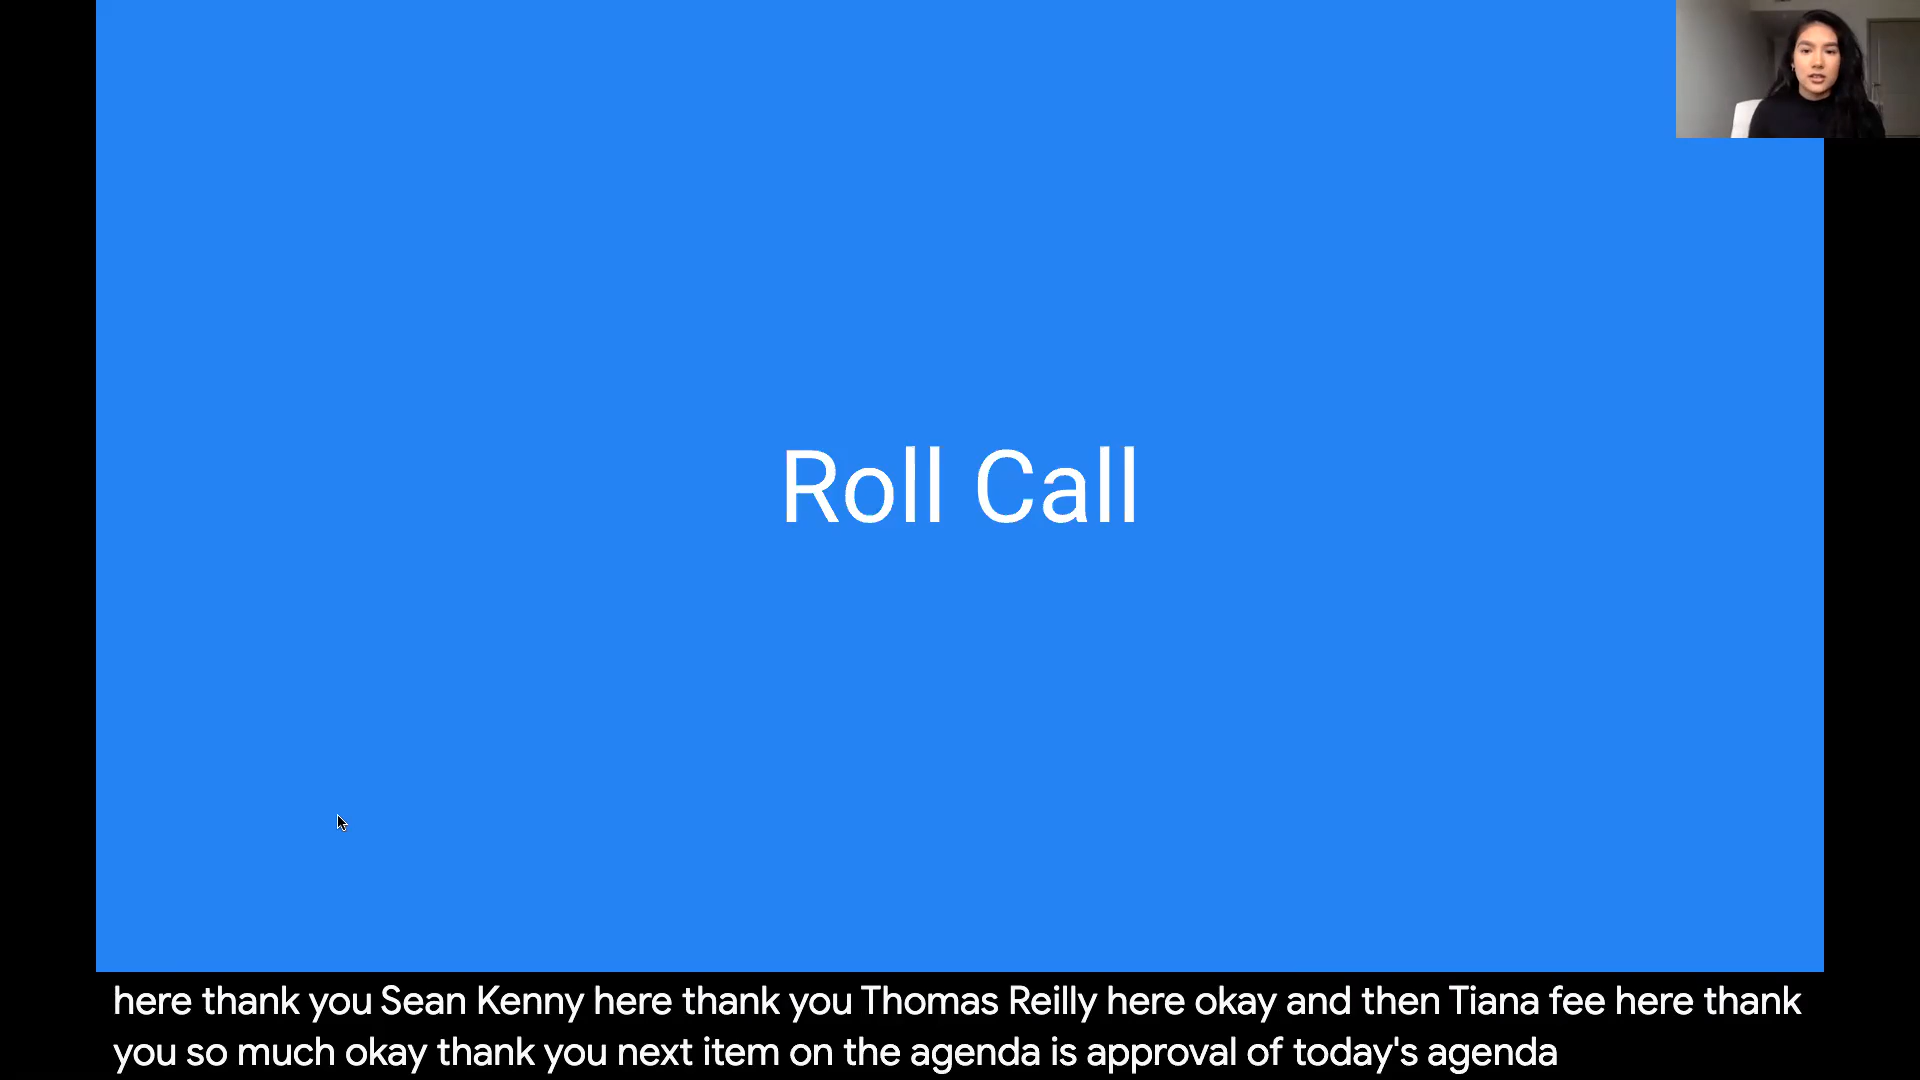 Roll Call
here thank you Sean Kenny here thank you Thomas Reilly here okay and then Tiana fee here thank
you so much okay thank you next item on the agenda is approval of today's agenda